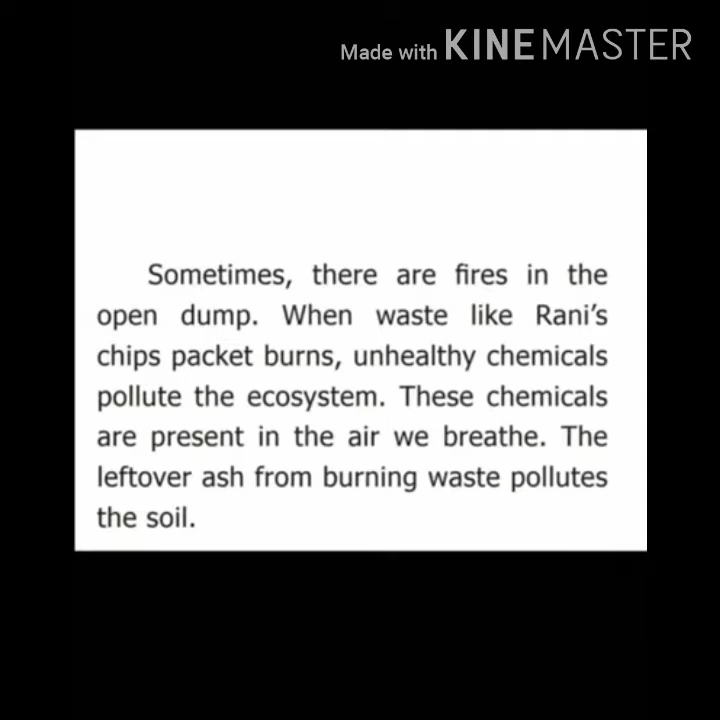 Made with KINEMASTER
Sometimes, there are fires in the
open dump. When waste like Rani's
chips packet burns, unhealthy chemicals
pollute the ecosystem. These chemicals
are present in the air we breathe. The
leftover ash from burning waste pollutes
the soil.